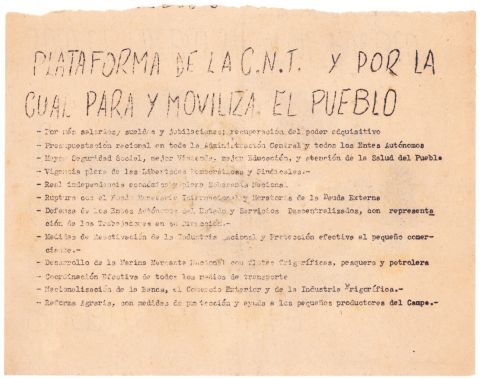 PLATAFORMA DE LA C.N.T. Y POR LA
CUAL PARA Y MOVILIZA EL PUEBLO
- Por más salarios, sueldos y jubilaciones; recuperación del poder adquisitivo
- Presupuestación racional en toda la Administración Central y todos los Entes Autónomos
- Mayor Seguridad Social, mejor Vivienda, mejor Educación, y atención de la Salud del Pueblo
- Vigencia plena de las Libertades Democráticas y Sindicales.-
- Real independencia económica y plena Soberanía Nacional
- Ruptura con el Fondo Monetario Internacional y Moratoria de la Deuda Externa
- Defensa de los Entes Autónomos del Estado y Servicios Descentralizados, con representa
ción de los Trabajadores en su Dirección.-
- Medidas de Reactivación de la Industria Nacional y Protección efectiva al pequeño comer-
ciante.-
- Desarrollo de la Marina Mercante Nacional con flotas frigoríficas, pesquero y petrolera
- Coordinación Efectiva de todos los medios de transporte
- Nacionalización de la Banca, el Comercio Exterior y de la Industria Frigorífica.-
- Reforma Agraria, con medidas de protección y ayuda a los pequeños productores del Campo.-